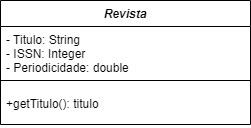 Revista
- Titulo: String
- ISSN: Integer
- Periodicidade: double
+getTitulo(): titulo